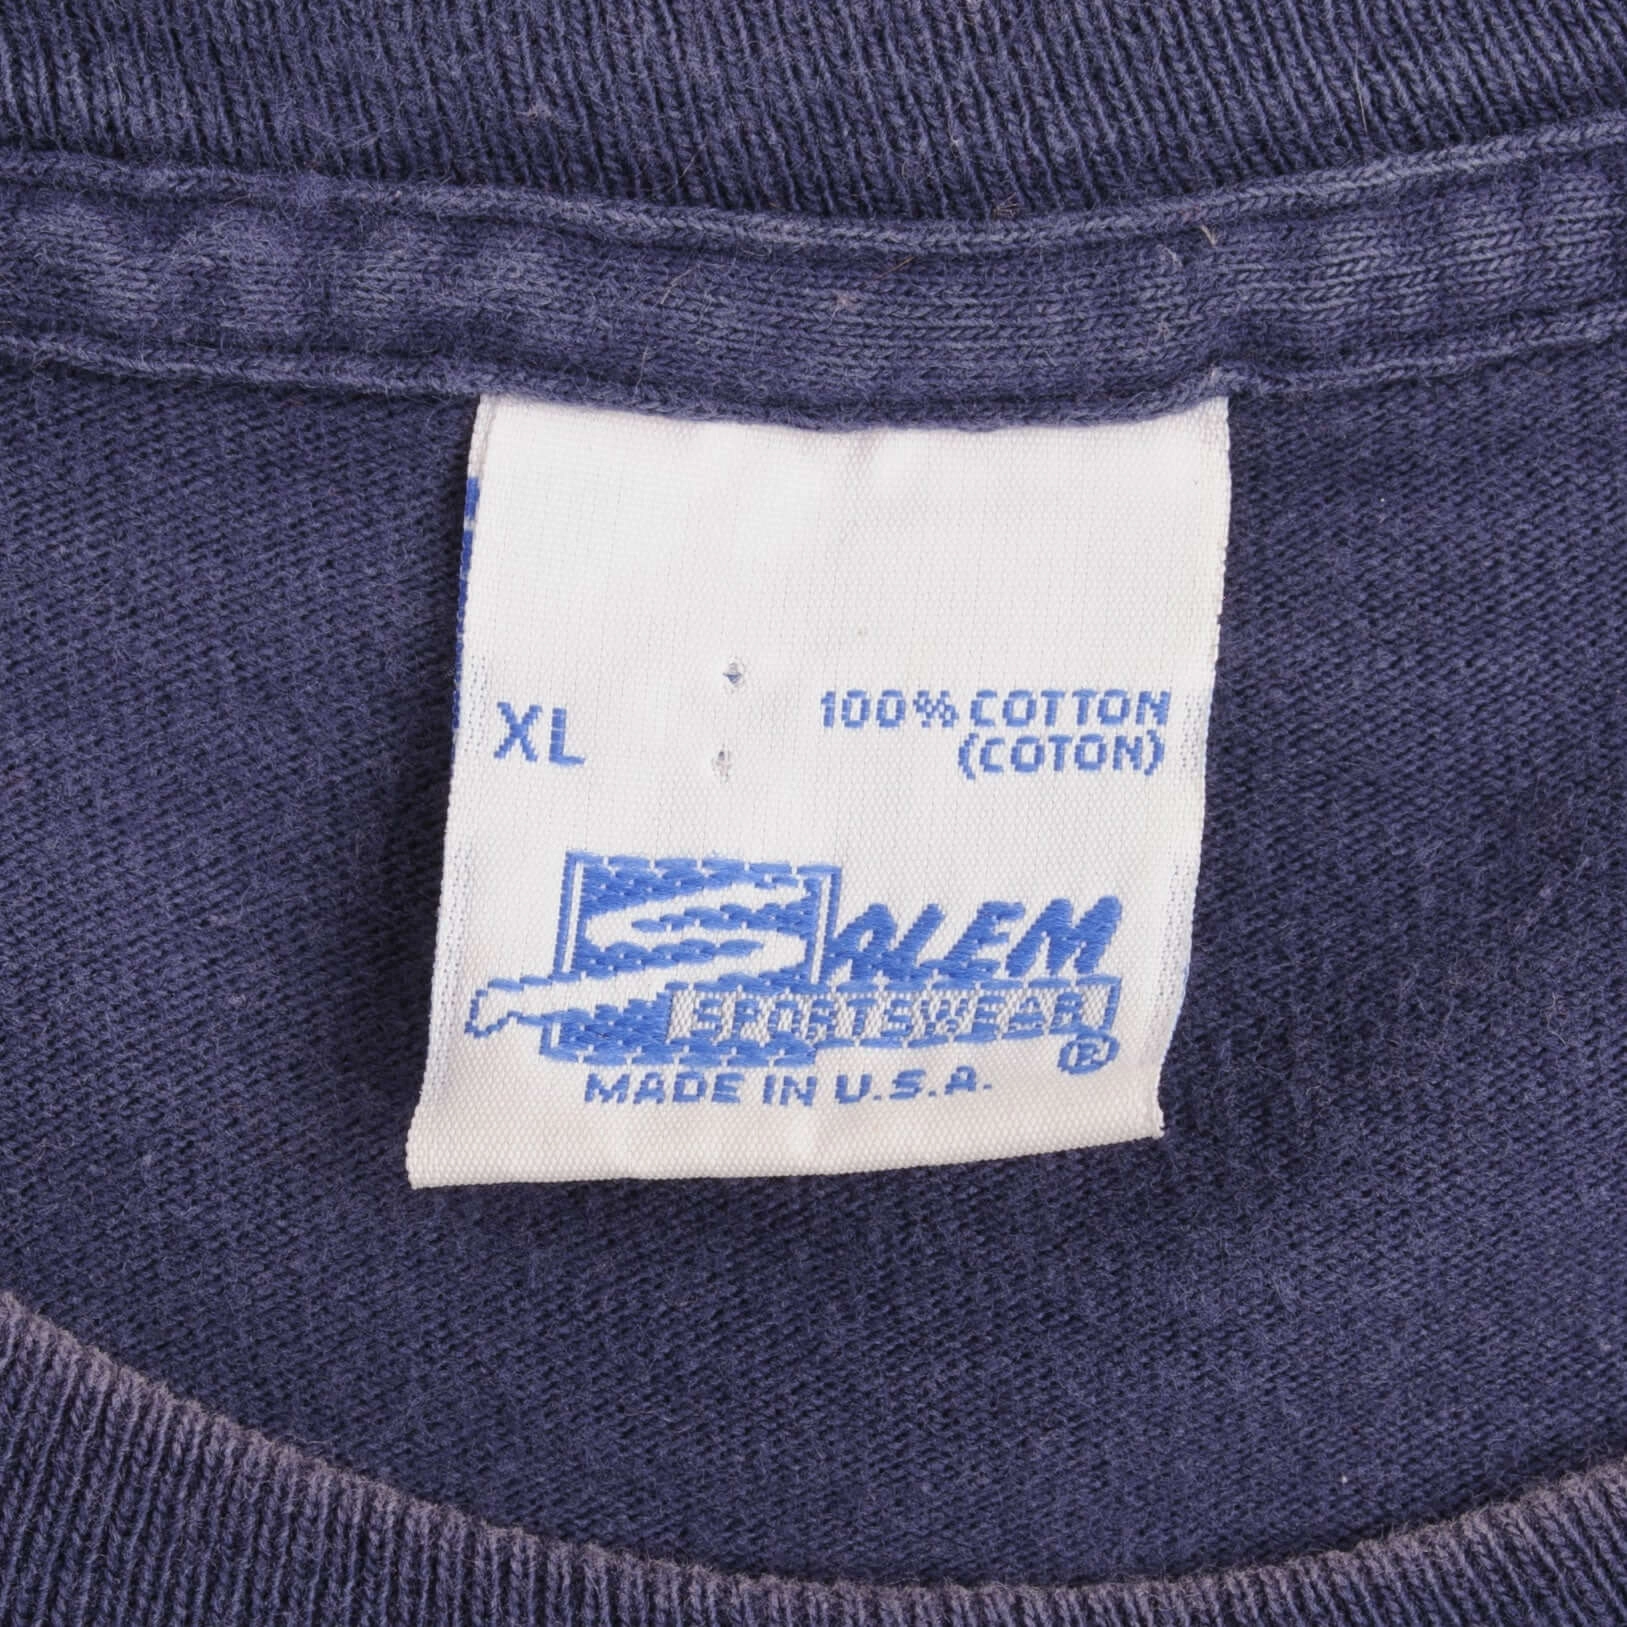 XL
100% COTTON
(COTON)
SALEM
SPORTSWEAR
®
MADE IN U.S.A.